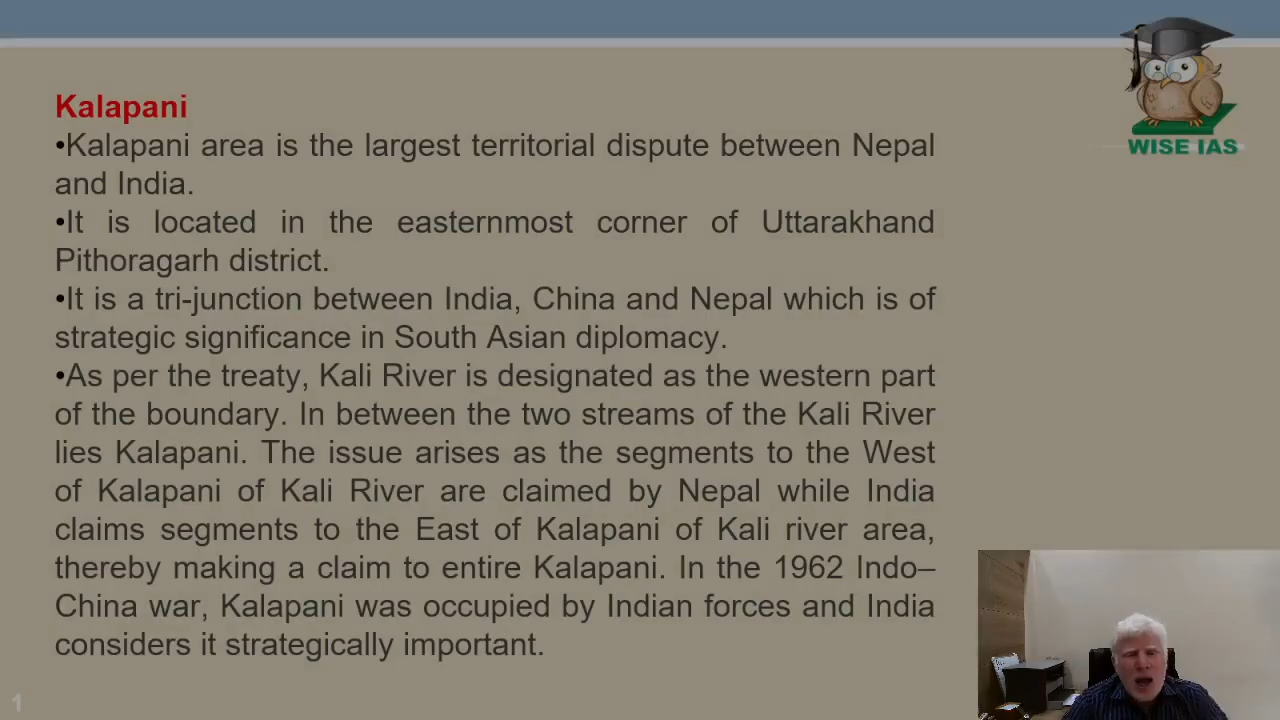 Kalapani
•Kalapani area is the largest territorial dispute between Nepal
and India.
•It is located in the easternmost corner of Uttarakhand
Pithoragarh district.
•It is a tri-junction between India, China and Nepal which is of
strategic significance in South Asian diplomacy.
•As per the treaty, Kali River is designated as the western part
of the boundary. In between the two streams of the Kali River
lies Kalapani. The issue arises as the segments to the West
of Kalapani of Kali River are claimed by Nepal while India
claims segments to the East of Kalapani of Kali river area,
thereby making a claim to entire Kalapani. In the 1962 Indo–
China war, Kalapani was occupied by Indian forces and India
considers it strategically important.
WISE IAS
1